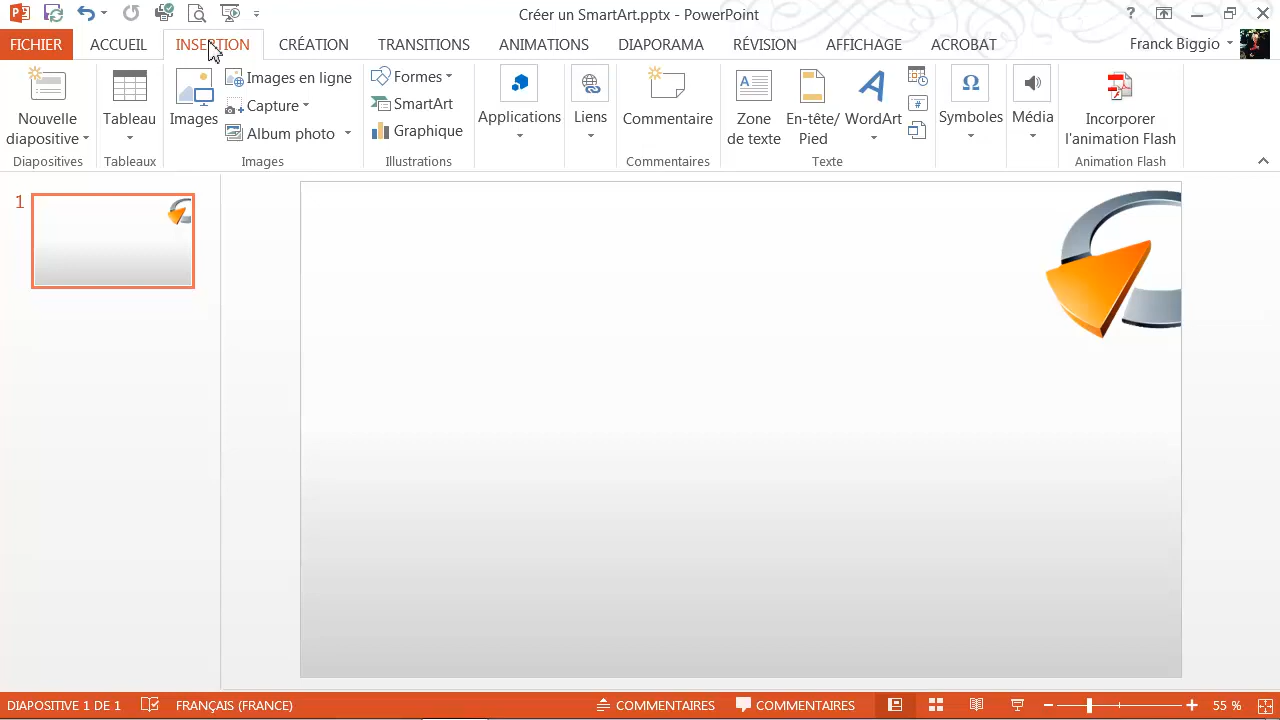 Créer un SmartArt.pptx - PowerPoint
?
FICHIER ACCUEIL INSERTION CRÉATION TRANSITIONS ANIMATIONS DIAPORAMA RÉVISION AFFICHAGE ACROBAT Franck Biggio
Nouvelle diapositive
Diapositives
Tableau
Tableaux
Images
Images en ligne
Capture
Album photo
Images
Formes
SmartArt
Graphique
Illustrations
Applications
Liens
Commentaire
Commentaires
Zone de texte
En-tête/ Pied
WordArt
Texte
Symboles
Média
Incorporer l'animation Flash
Animation Flash
1
DIAPOSITIVE 1 DE 1 FRANÇAIS (FRANCE) COMMENTAIRES COMMENTAIRES 55 %